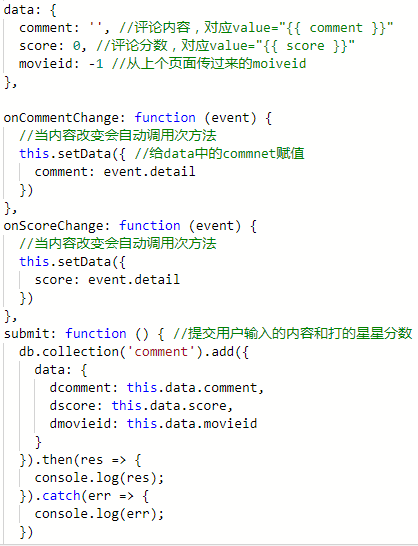 data: {
comment: '', //评论内容，对应value="{{ comment }}"
score: 0, //评论分数，对应value="{{ score }}"
movieid: -1 //从上个页面传过来的moiveid
},
onCommentChange: function (event) {
//当内容改变会自动调用次方法
this.setData({ //给data中的commnet赋值
comment: event.detail
})
},
onScoreChange: function (event) {
//当内容改变会自动调用次方法
this.setData({
score: event.detail
})
},
submit: function () { //提交用户输入的内容和打的星星分数
db.collection('comment').add({
data: {
dcomment: this.data.comment,
dscore: this.data.score,
dmovieid: this.data.movieid
}
}).then(res => {
console.log(res);
}).catch(err => {
console.log(err);
})